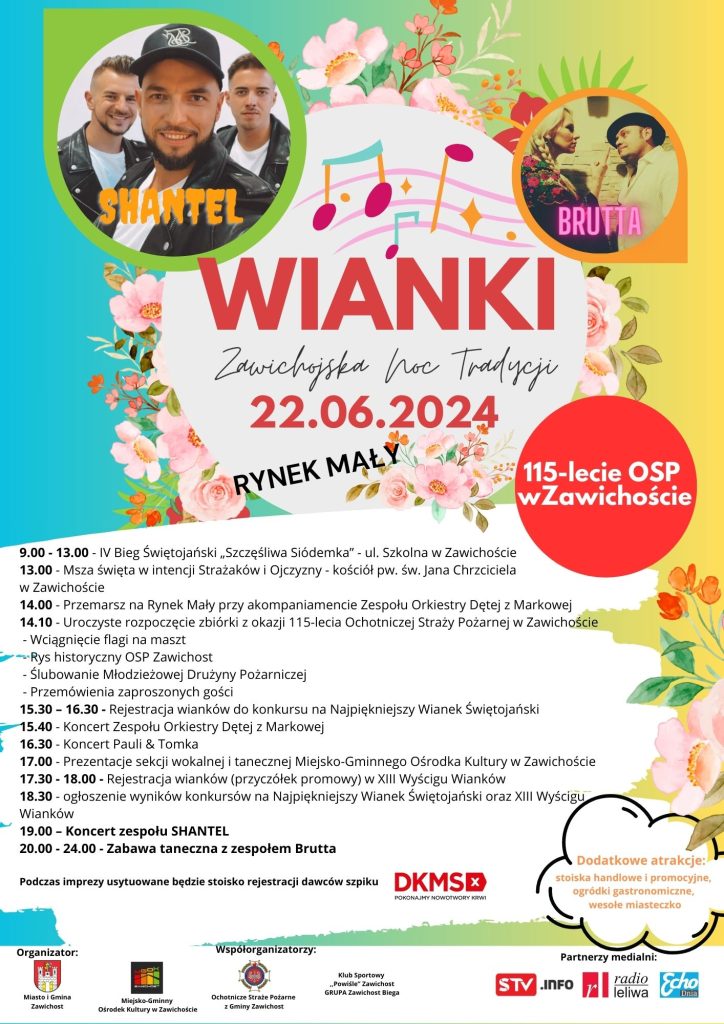 SHANTEL
BRUTTA
WIANKI
Zawichojska Noc Tradycji
22.06.2024
RYNEK MAŁY
115-lecie OSP
wZawichoście
9.00 - 13.00 - IV Bieg Świętojański „Szczęśliwa Siódemka” - ul. Szkolna w Zawichoście
13.00 - Msza święta w intencji Strażaków i Ojczyzny - kościół pw. św. Jana Chrzciciela
w Zawichoście
14.00 - Przemarsz na Rynek Mały przy akompaniamencie Zespołu Orkiestry Dętej z Markowej
14.10 - Uroczyste rozpoczęcie zbiórki z okazji 115-lecia Ochotniczej Straży Pożarnej w Zawichoście
- Wciągnięcie flagi na maszt
- Rys historyczny OSP Zawichost
- Ślubowanie Młodzieżowej Drużyny Pożarniczej
- Przemówienia zaproszonych gości
15.30 – 16.30 - Rejestracja wianków do konkursu na Najpiękniejszy Wianek Świętojański
15.40 - Koncert Zespołu Orkiestry Dętej z Markowej
16.30 - Koncert Pauli & Tomka
17.00 - Prezentacje sekcji wokalnej i tanecznej Miejsko-Gminnego Ośrodka Kultury w Zawichoście
17.30 - 18.00 - Rejestracja wianków (przyczółek promowy) w XIII Wyścigu Wianków
18.30 - ogłoszenie wyników konkursów na Najpiękniejszy Wianek Świętojański oraz XIII Wyścigu
Wianków
19.00 – Koncert zespołu SHANTEL
20.00 - 24.00 - Zabawa taneczna z zespołem Brutta
Podczas imprezy usytuowane będzie stoisko rejestracji dawców szpiku
DKMS
POKONAJMY NOWOTWORY KRWI
Dodatkowe atrakcje:
stoiska handlowe i promocyjne,
ogródki gastronomiczne,
wesołe miasteczko
Organizator:
Miasto i Gmina
Zawichost
Miejsko-Gminny
Ośrodek Kultury w Zawichoście
Współorganizatorzy:
Ochotnicze Straże Pożarne
z Gminy Zawichost
Klub Sportowy
„Powiśle” Zawichost
GRUPA Zawichost Biega
Partnerzy medialni:
STV.INFO
radio
leliwa
Echo
Dnia